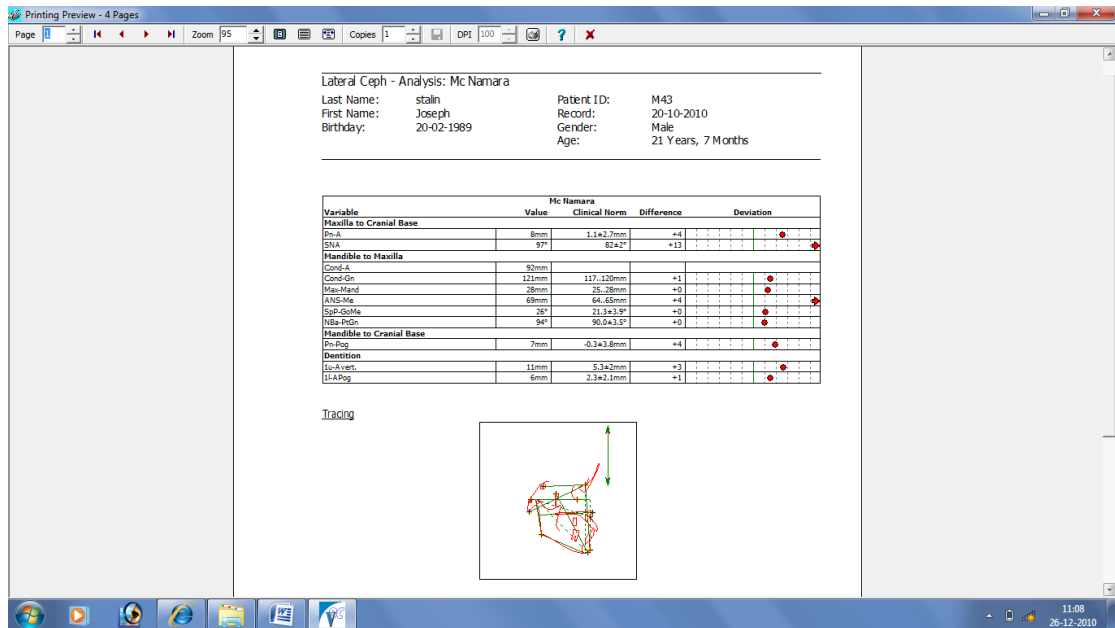 Printing Preview - 4 Pages
Page 1 Zoom 95 Copies 1 DPI 100 ? X
Lateral Ceph - Analysis: Mc Namara
Last Name: stalin Patient ID: M43
First Name: Joseph Record: 20-10-2010
Birthday: 20-02-1989 Gender: Male
Age: 21 Years, 7 Months
Mc Namara
Variable Value Clinical Norm Difference Deviation
Maxilla to Cranial Base
Pn-A 8mm 1.1±2.7mm +4
SNA 97° 82±2° +13
Mandible to Maxilla
Cond-A 92mm
Cond-Gn 121mm 117..120mm +1
Max-Mand 28mm 25..28mm +0
ANS-Me 69mm 64..65mm +4
SpP-GoMe 26° 21.3±3.9° +0
NBa-PtGn 94° 90.0±3.5° +0
Mandible to Cranial Base
Pn-Pog 7mm -0.3±3.8mm +4
Dentition
1u-Avert. 11mm 5.3±2mm +3
1l-APog 6mm 2.3±2.1mm +1
Tracing
11:08
26-12-2010